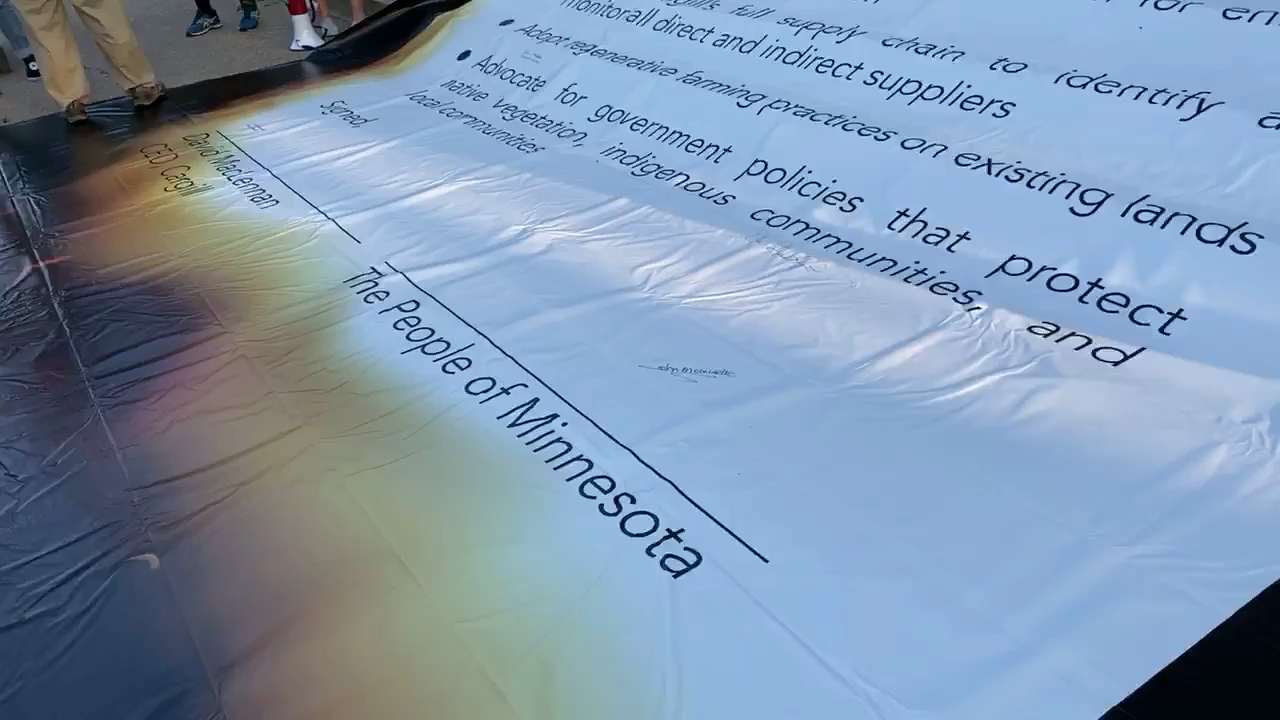 full supply chain to identify
monitorall direct and indirect suppliers
Adopt regenerative farming practices on existing lands
Advocate for government policies that protect
native vegetation, indigenous communities, and
local communities
Signed,
David MacLennan
CEO Cargill
The People of Minnesota